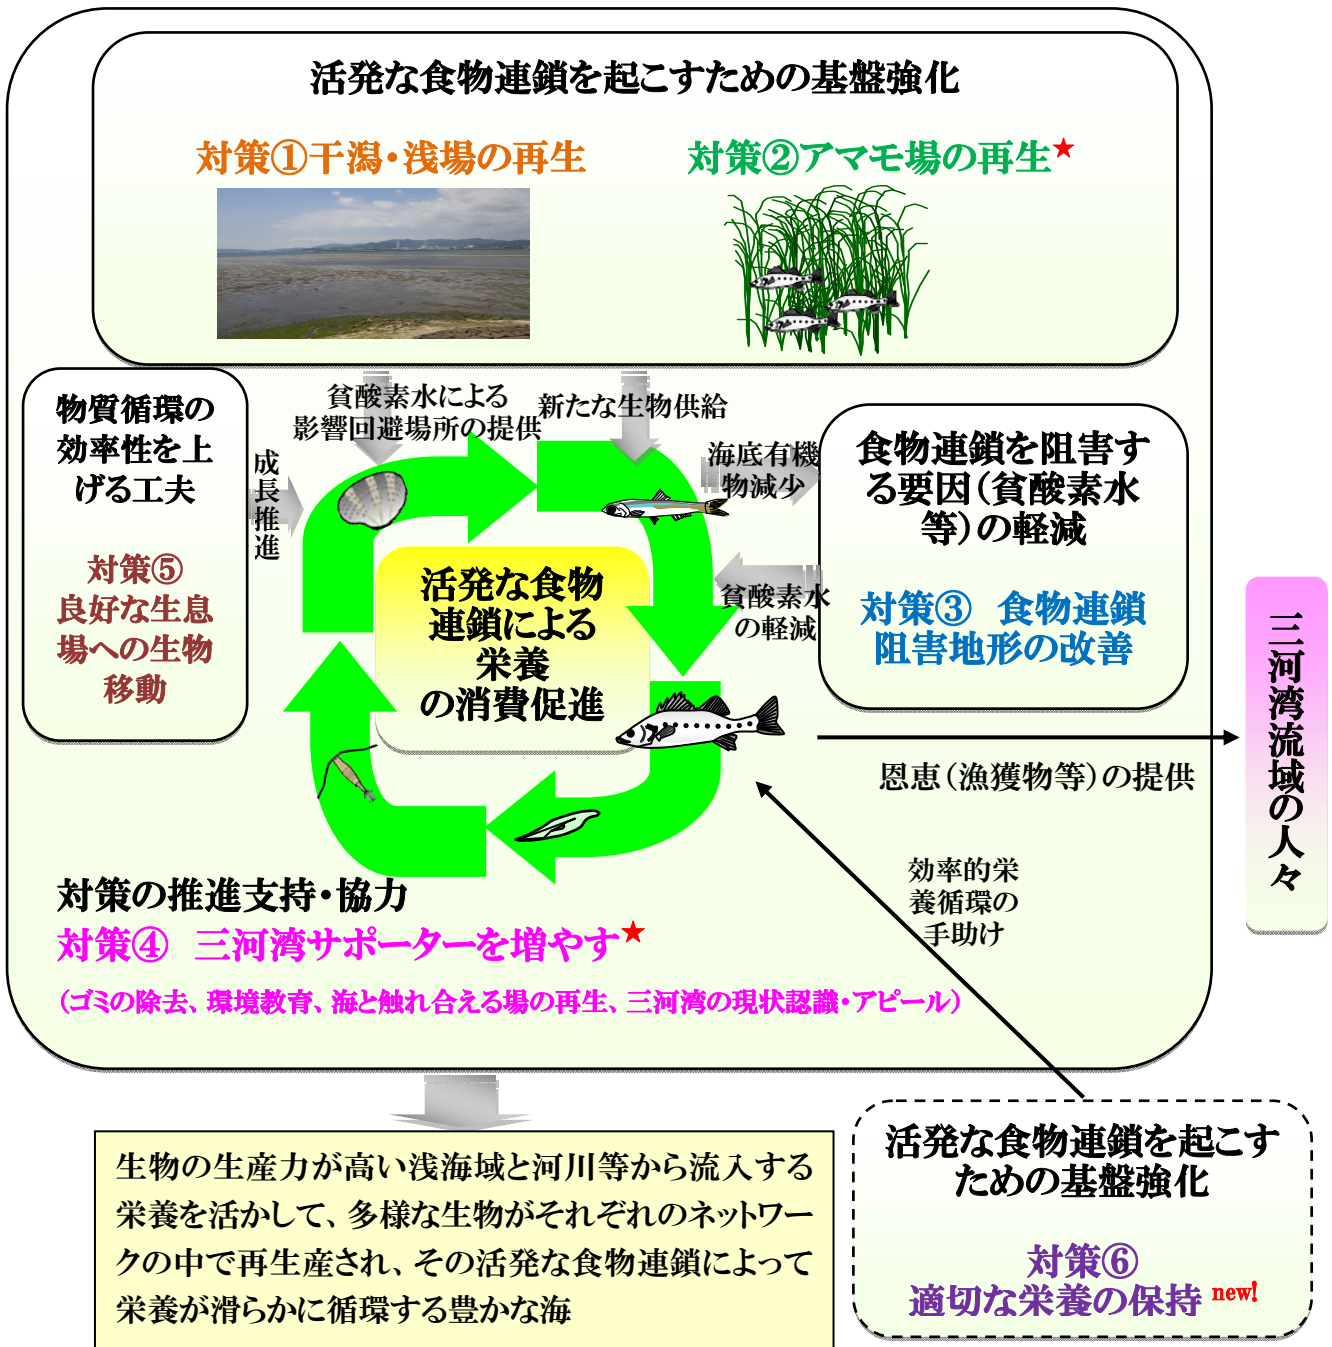 活発な食物連鎖を起こすための基盤強化
対策①干潟・浅場の再生
対策②アマモ場の再生★
物質循環の
効率性を上
げる工夫
対策⑤
良好な生息
場への生物
移動
成長推進
貧酸素水による
影響回避場所の提供
新たな生物供給
海底有機
物減少
貧酸素水
の軽減
食物連鎖を阻害す
る要因（貧酸素水
等）の軽減
対策③　食物連鎖
阻害地形の改善
活発な食物
連鎖による
栄養
の消費促進
三河湾流域の人々
恩恵（漁獲物等）の提供
効率的栄
養循環の
手助け
対策の推進支持・協力
対策④　三河湾サポーターを増やす★
（ゴミの除去、環境教育、海と触れ合える場の再生、三河湾の現状認識・アピール）
生物の生産力が高い浅海域と河川等から流入する
栄養を活かして、多様な生物がそれぞれのネットワー
クの中で再生産され、その活発な食物連鎖によって
栄養が滑らかに循環する豊かな海
活発な食物連鎖を起こす
ための基盤強化
対策⑥
適切な栄養の保持 new!